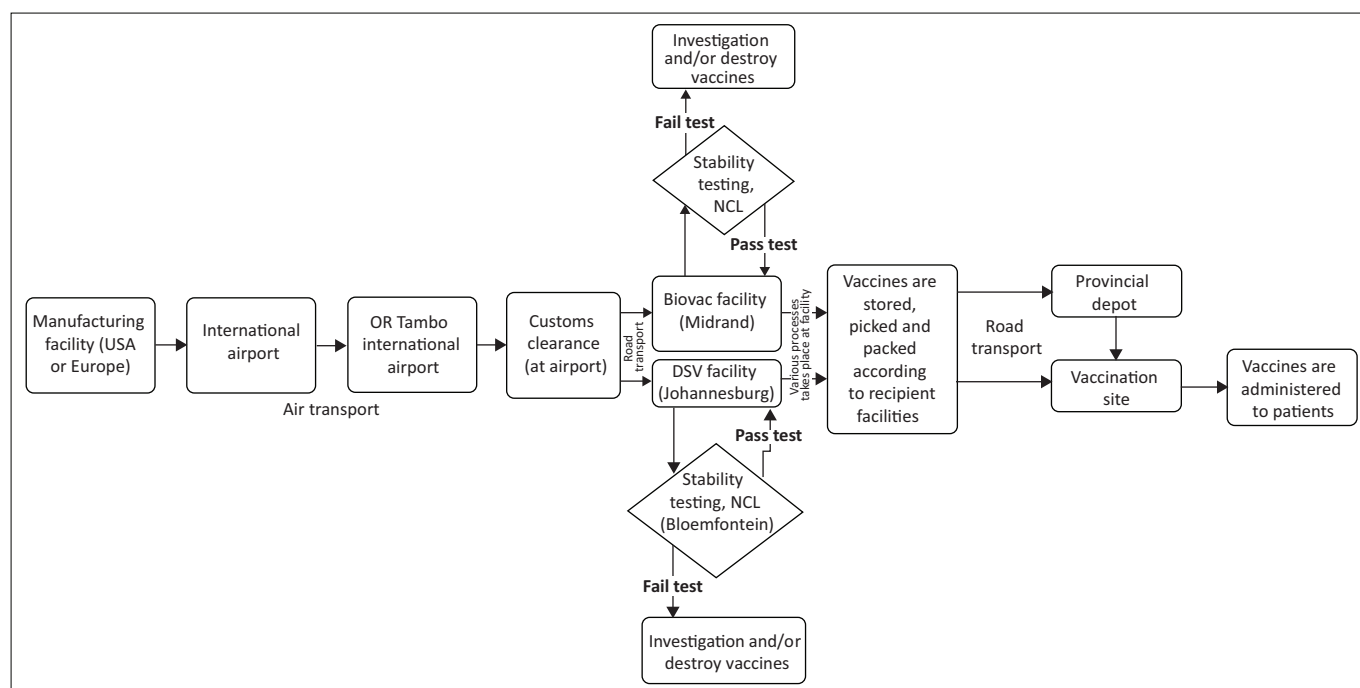 Investigation
and/or destroy
vaccines
Fail test
Stability
testing,
NCL
Pass test
Manufacturing
facility (USA
or Europe)
International
airport
OR Tambo
international
airport
Air transport
Customs
clearance
(at airport)
Road
transport
Biovac facility
(Midrand)
DSV facility
(Johannesburg)
Various processes
takes place at facility
Vaccines are
stored,
picked and
packed
according
to recipient
facilities
Road
transport
Provincial
depot
Vaccination
site
Vaccines are
administered
to patients
Pass test
Stability
testing, NCL
(Bloemfontein)
Fail test
Investigation and/or
destroy vaccines